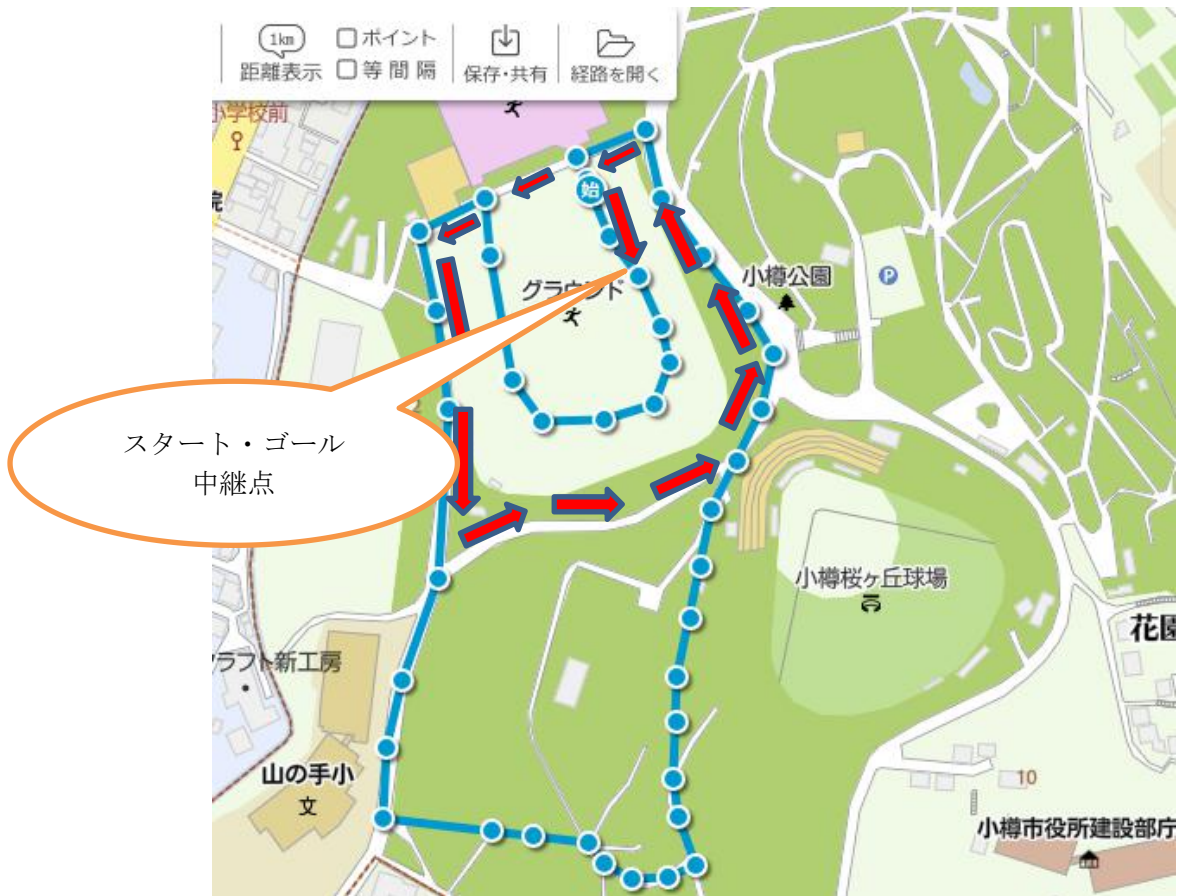 1km
距離表示
ポイント
等間隔
保存・共有
経路を開く
小学校前
院
始
グラウンド
小樽公園
P
2
スタート・ゴール
中継点
小樽桜ヶ丘球場
花園
クラフト新工房
山の手小
文
10
小樽市役所建設部庁